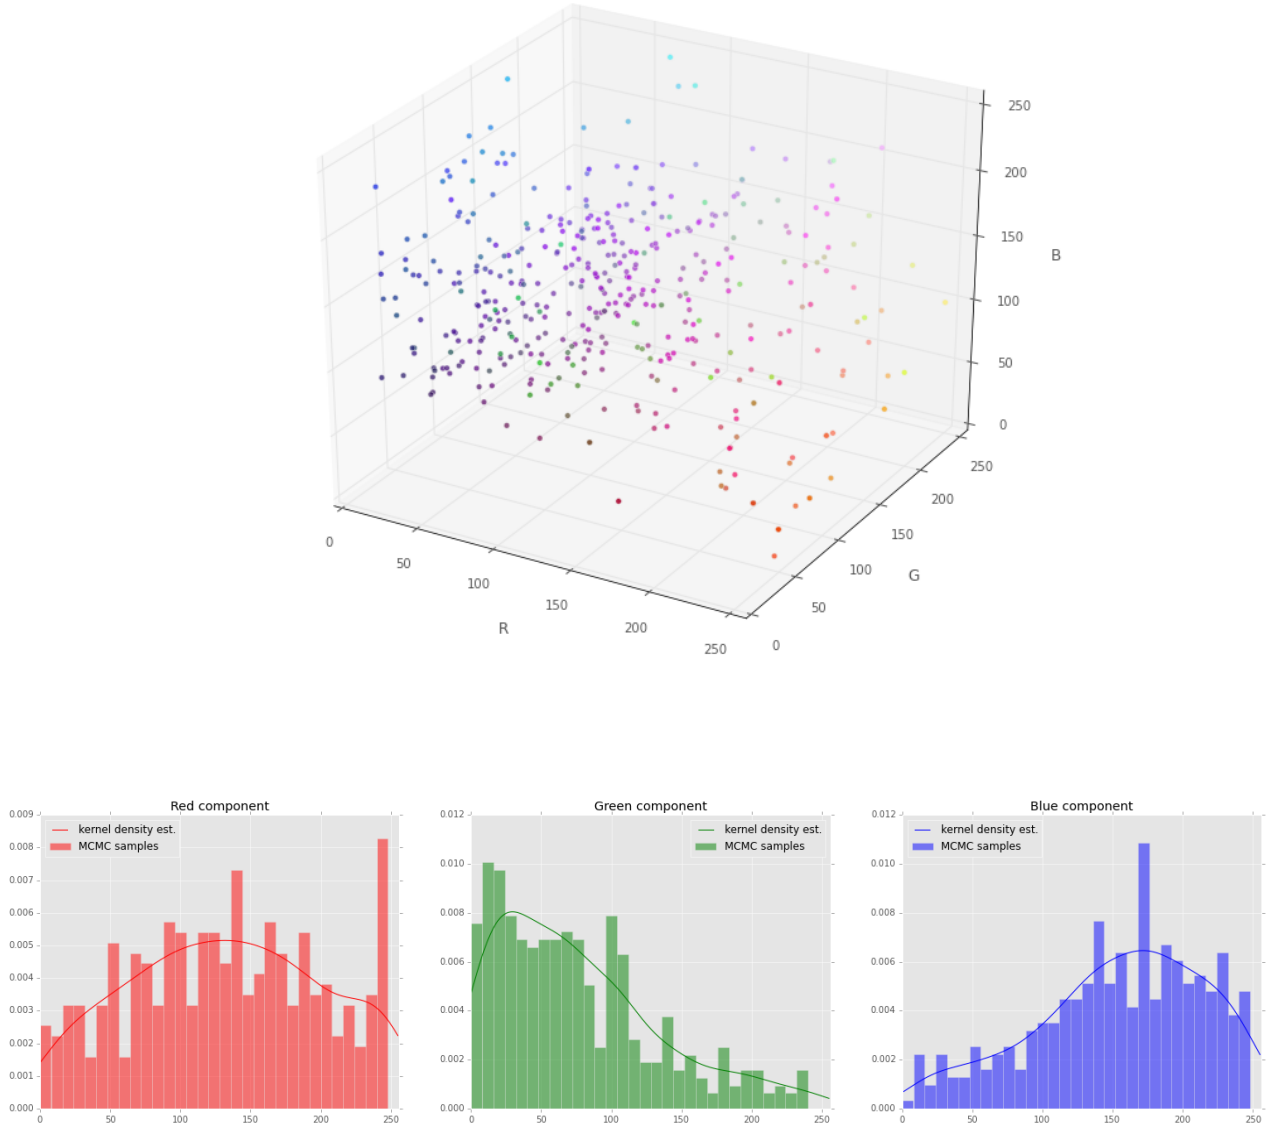 250
200
150
B
100
50
0
250
200
150
100
G
50
0
0
50
100
150
200
250
R
Red component
Green component
Blue component
0.009
0.008
0.007
0.006
0.005
0.004
0.003
0.002
0.001
0.000
kernel density est.
MCMC samples
0 50 100 150 200 250
0.012
0.010
0.008
0.006
0.004
0.002
0.000
kernel density est.
MCMC samples
0 50 100 150 200 250
0.012
0.010
0.008
0.006
0.004
0.002
0.000
kernel density est.
MCMC samples
0 50 100 150 200 250